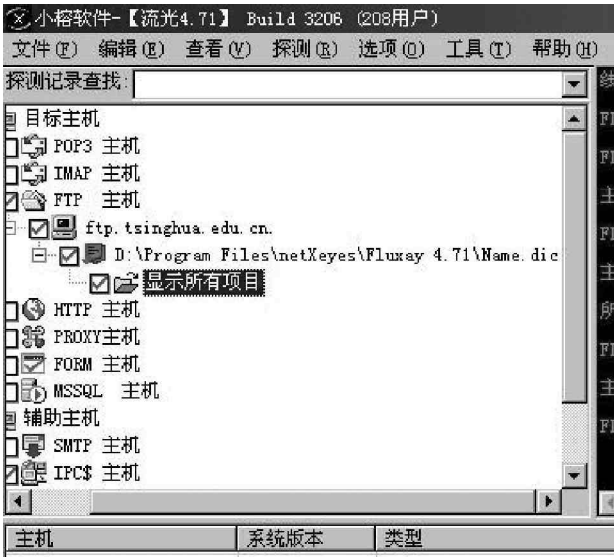 小榕软件-【流光4.71】 Build 3206 (208用户)
文件(F) 编辑(E) 查看(V) 探测(R) 选项(O) 工具(T) 帮助(H)
探测记录查找:
目标主机
POP3 主机
IMAP 主机
FTP 主机
ftp.tsinghua.edu.cn.
D:\Program Files\netXeyes\Fluxay 4.71\Name.dic
显示所有项目
HTTP 主机
PROXY主机
FORM 主机
MSSQL 主机
辅助主机
SMTP 主机
IPC$ 主机
主机 系统版本 类型